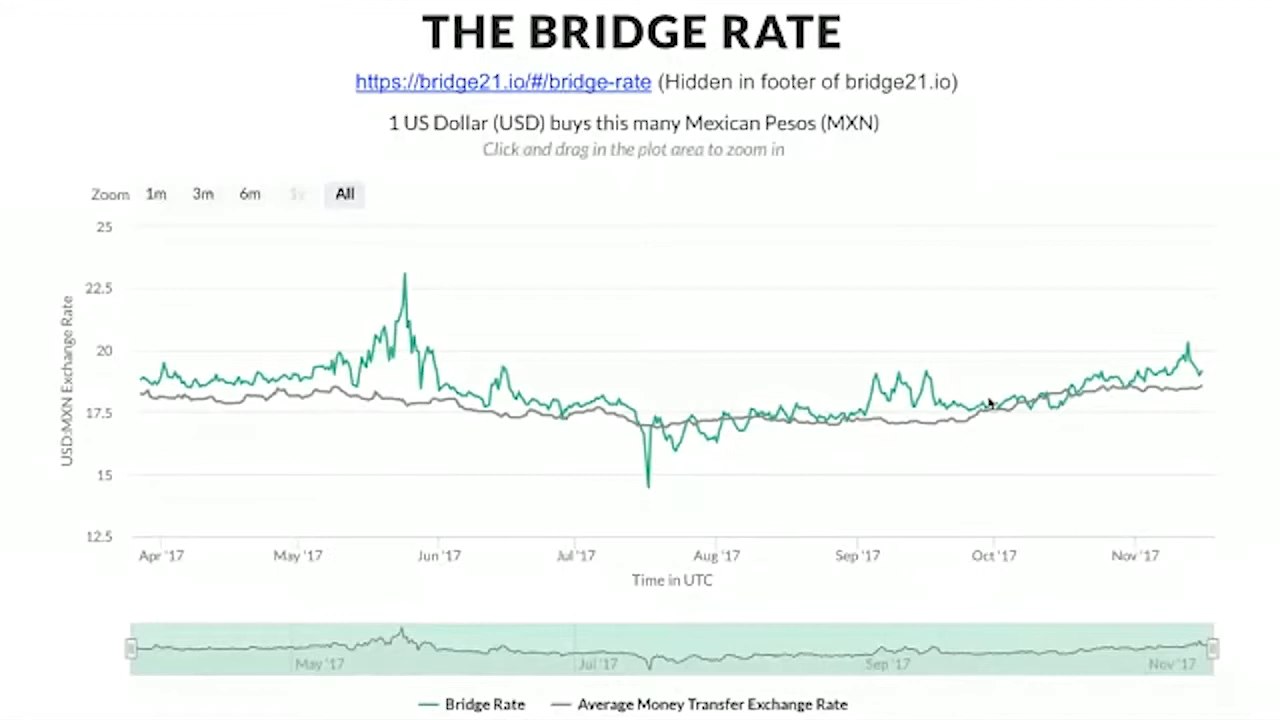 THE BRIDGE RATE
https://bridge21.io/#/bridge-rate (Hidden in footer of bridge21.io)
1 US Dollar (USD) buys this many Mexican Pesos (MXN)
Click and drag in the plot area to zoom in
Zoom 1m 3m 6m 1y All
25
22.5
20
17.5
15
12.5
USD:MXN Exchange Rate
Apr '17 May '17 Jun '17 Jul '17 Aug '17 Sep '17 Oct '17 Nov '17
Time in UTC
May '17 Jul '17 Sep '17 Nov '17
Bridge Rate Average Money Transfer Exchange Rate